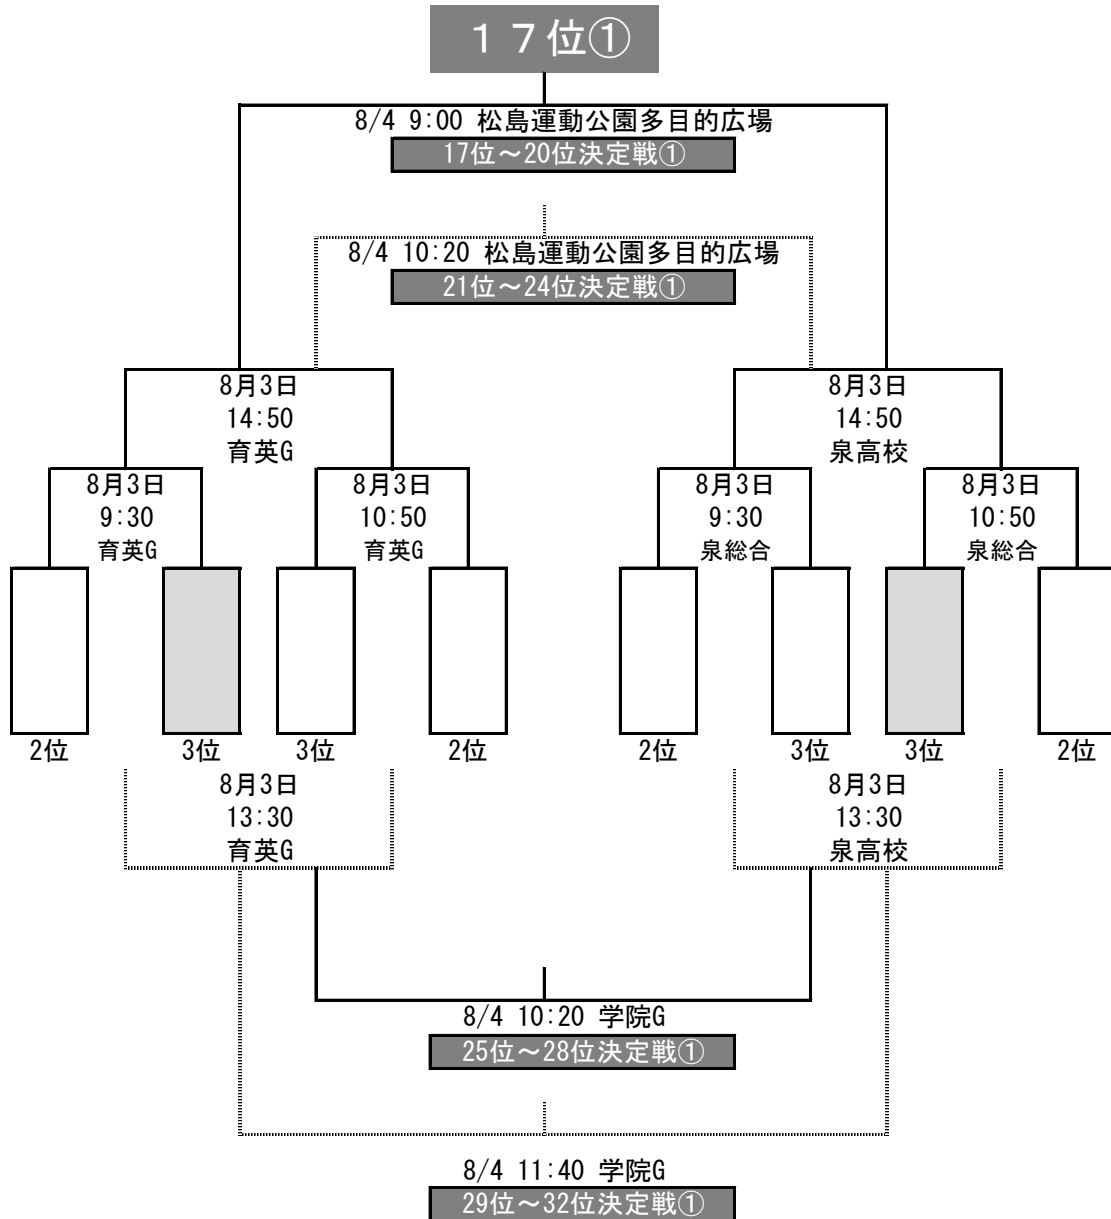 １７位①
8/4 9:00 松島運動公園多目的広場
17位～20位決定戦①
8/4 10:20 松島運動公園多目的広場
21位～24位決定戦①
8月3日
14:50
育英G
8月3日
14:50
泉高校
8月3日
9:30
育英G
8月3日
10:50
育英G
8月3日
9:30
泉総合
8月3日
10:50
泉総合
2位
3位
3位
2位
2位
3位
3位
2位
8月3日
13:30
育英G
8月3日
13:30
泉高校
8/4 10:20 学院G
25位～28位決定戦①
8/4 11:40 学院G
29位～32位決定戦①